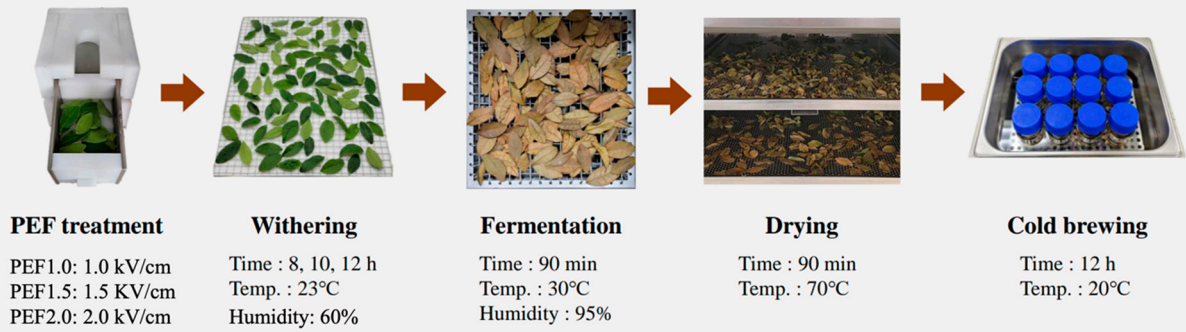 PEF treatment
PEF1.0: 1.0 kV/cm
PEF1.5: 1.5 KV/cm
PEF2.0: 2.0 kV/cm
Withering
Time : 8, 10, 12 h
Temp. : 23℃
Humidity: 60%
Fermentation
Time : 90 min
Temp. : 30℃
Humidity : 95%
Drying
Time : 90 min
Temp. : 70℃
Cold brewing
Time : 12 h
Temp. : 20℃